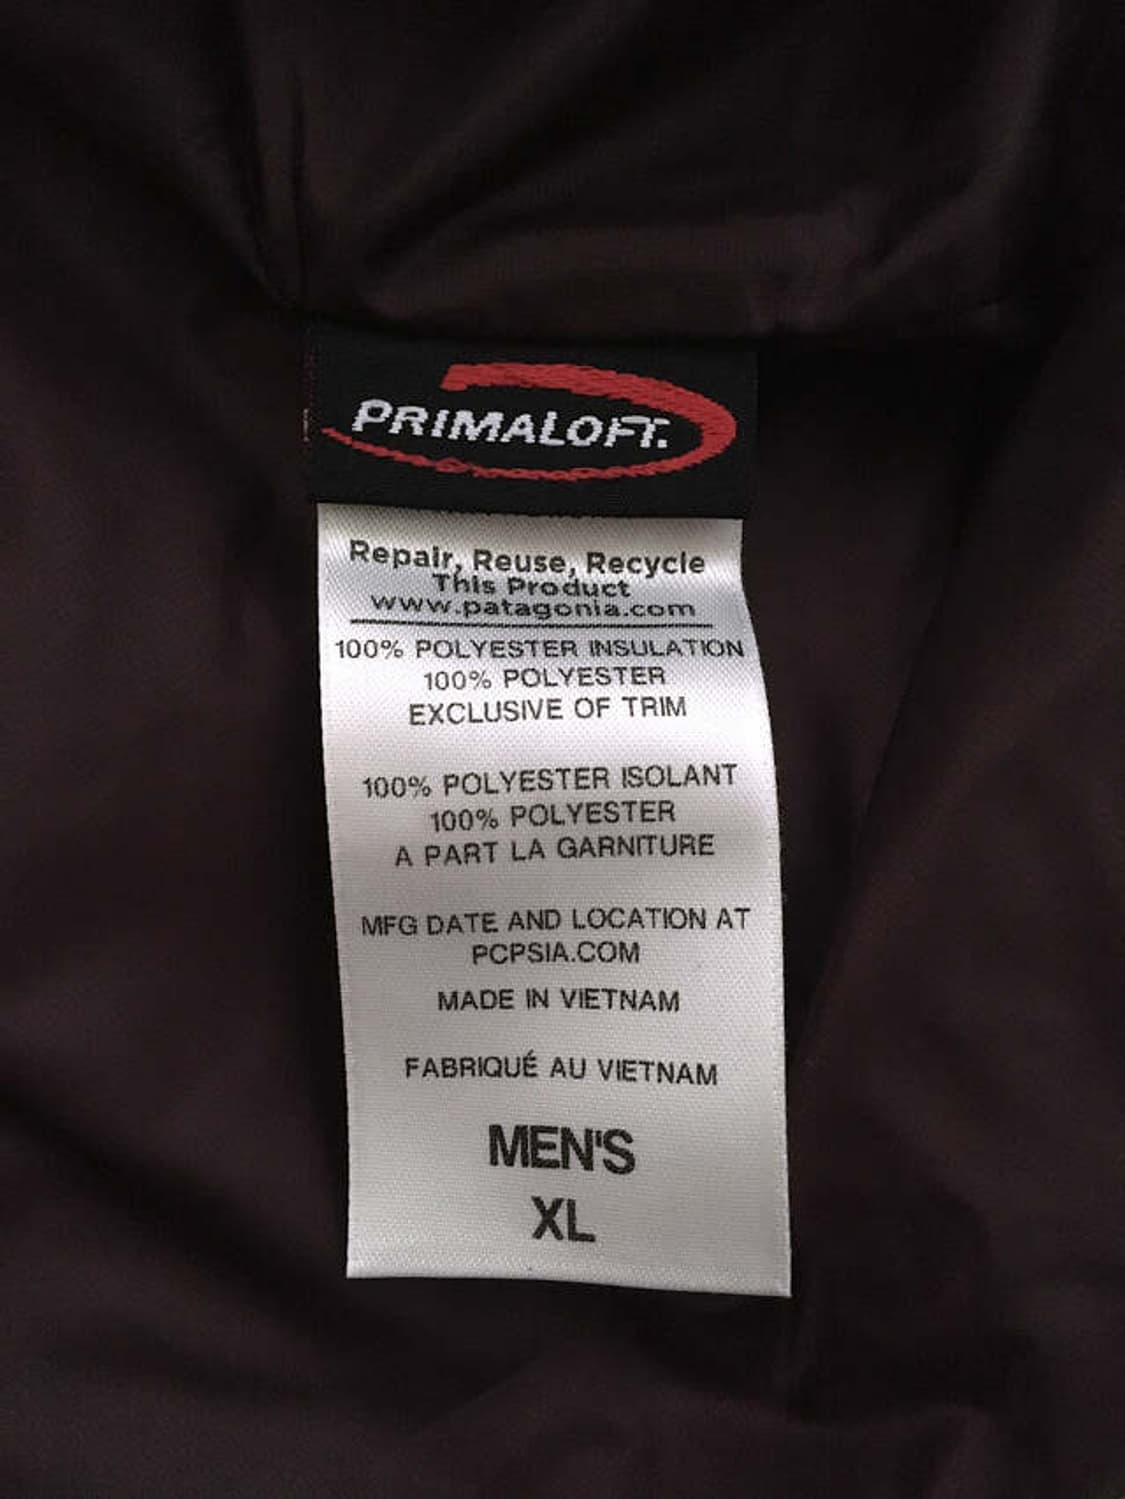 PRIMALOFT.
Repair, Reuse, Recycle
This Product
www.patagonia.com
100% POLYESTER INSULATION
100% POLYESTER
EXCLUSIVE OF TRIM
100% POLYESTER ISOLANT
100% POLYESTER
A PART LA GARNITURE
MFG DATE AND LOCATION AT
PCPSIA.COM
MADE IN VIETNAM
FABRIQUÉ AU VIETNAM
MEN'S
XL